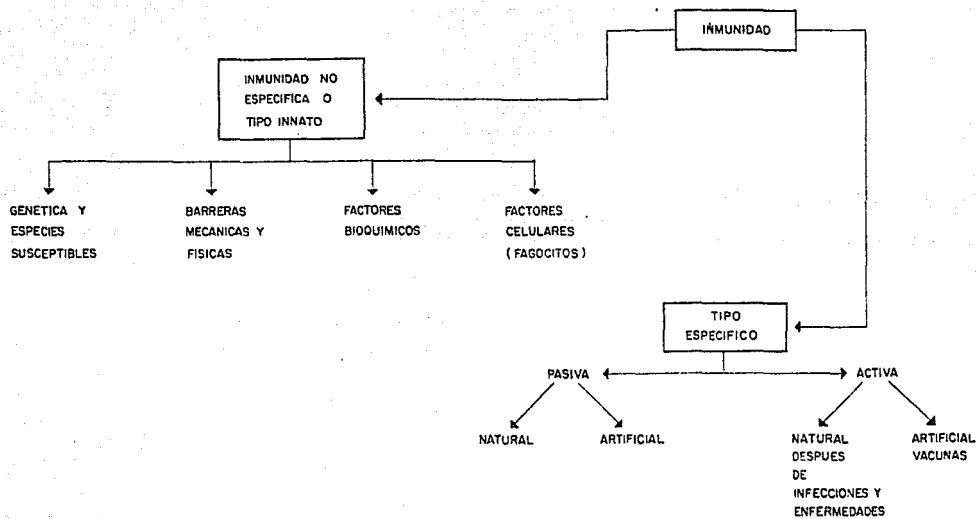 INMUNIDAD
INMUNIDAD NO
ESPECIFICA O
TIPO INNATO
GENETICA Y
ESPECIES
SUSCEPTIBLES
BARRERAS
MECANICAS Y
FISICAS
FACTORES
BIOQUIMICOS
FACTORES
CELULARES
( FAGOCITOS )
TIPO
ESPECIFICO
PASIVA
ACTIVA
NATURAL
ARTIFICIAL
NATURAL
DESPUES
DE
INFECCIONES Y
ENFERMEDADES
ARTIFICIAL
VACUNAS